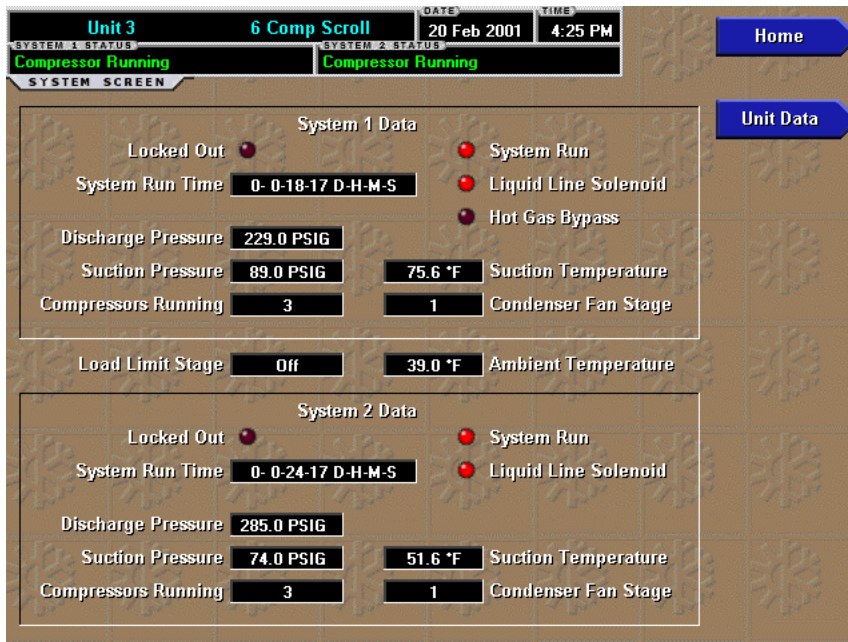 Unit 3 6 Comp Scroll DATE 20 Feb 2001 TIME 4:25 PM
Home
SYSTEM 1 STATUS SYSTEM 2 STATUS
Compressor Running Compressor Running
SYSTEM SCREEN
Unit Data
System 1 Data
Locked Out System Run
System Run Time 0- 0-18-17 D-H-M-S Liquid Line Solenoid
Hot Gas Bypass
Discharge Pressure 229.0 PSIG
Suction Pressure 89.0 PSIG 75.6 °F Suction Temperature
Compressors Running 3 1 Condenser Fan Stage
Load Limit Stage Off 39.0 °F Ambient Temperature
System 2 Data
Locked Out System Run
System Run Time 0- 0-24-17 D-H-M-S Liquid Line Solenoid
Discharge Pressure 285.0 PSIG
Suction Pressure 74.0 PSIG 51.6 °F Suction Temperature
Compressors Running 3 1 Condenser Fan Stage